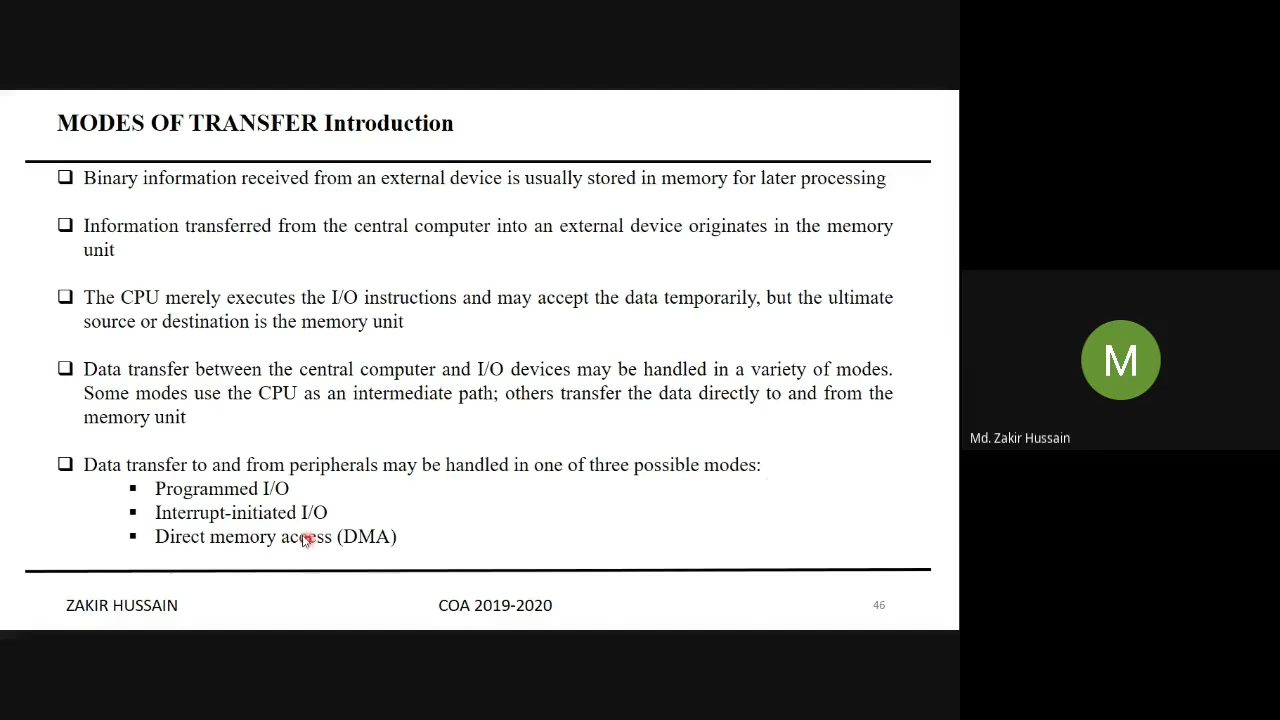 MODES OF TRANSFER Introduction
Binary information received from an external device is usually stored in memory for later processing
Information transferred from the central computer into an external device originates in the memory
unit
The CPU merely executes the I/O instructions and may accept the data temporarily, but the ultimate
source or destination is the memory unit
Data transfer between the central computer and I/O devices may be handled in a variety of modes.
Some modes use the CPU as an intermediate path; others transfer the data directly to and from the
memory unit
Data transfer to and from peripherals may be handled in one of three possible modes:
Programmed I/O
Interrupt-initiated I/O
Direct memory access (DMA)
ZAKIR HUSSAIN
COA 2019-2020
46
M
Md. Zakir Hussain